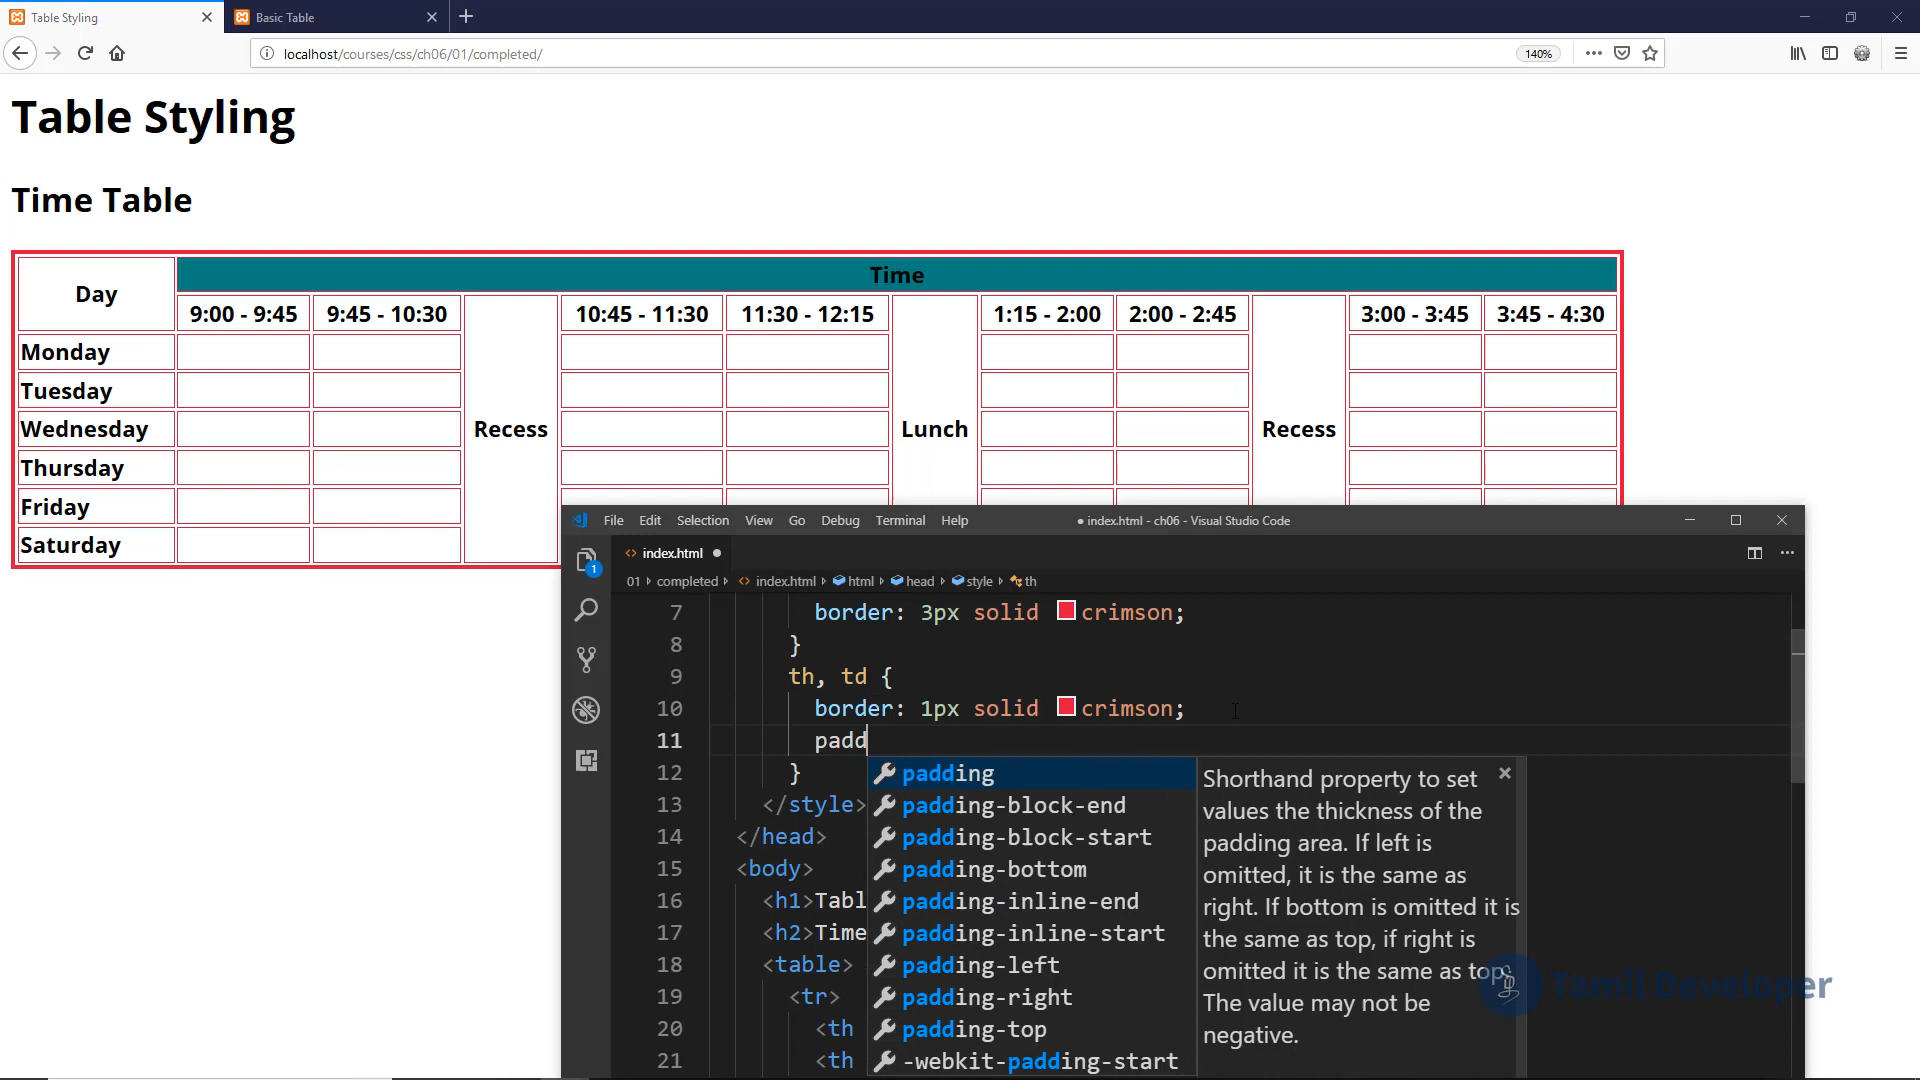 Table Styling
Basic Table
localhost/courses/css/ch06/01/completed/
140%
Table Styling
Time Table
Day
Time
9:00 - 9:45
9:45 - 10:30
Recess
10:45 - 11:30
11:30 - 12:15
Lunch
1:15 - 2:00
2:00 - 2:45
Recess
3:00 - 3:45
3:45 - 4:30
Monday
Tuesday
Wednesday
Thursday
Friday
Saturday
File Edit Selection View Go Debug Terminal Help
● index.html - ch06 - Visual Studio Code
1
<> index.html ●
01 completed <> index.html html head style th
7 border: 3px solid crimson;
8 }
9 th, td {
10 border: 1px solid crimson;
11 padd
12 }
13 </style>
14 </head>
15 <body>
16 <h1>Tabl
17 <h2>Time
18 <table>
19 <tr>
20 <th
21 <th
padding
padding-block-end
padding-block-start
padding-bottom
padding-inline-end
padding-inline-start
padding-left
padding-right
padding-top
-webkit-padding-start
Shorthand property to set
values the thickness of the
padding area. If left is
omitted, it is the same as
right. If bottom is omitted it is
the same as top, if right is
omitted it is the same as top.
The value may not be
negative.
Tamil Developer